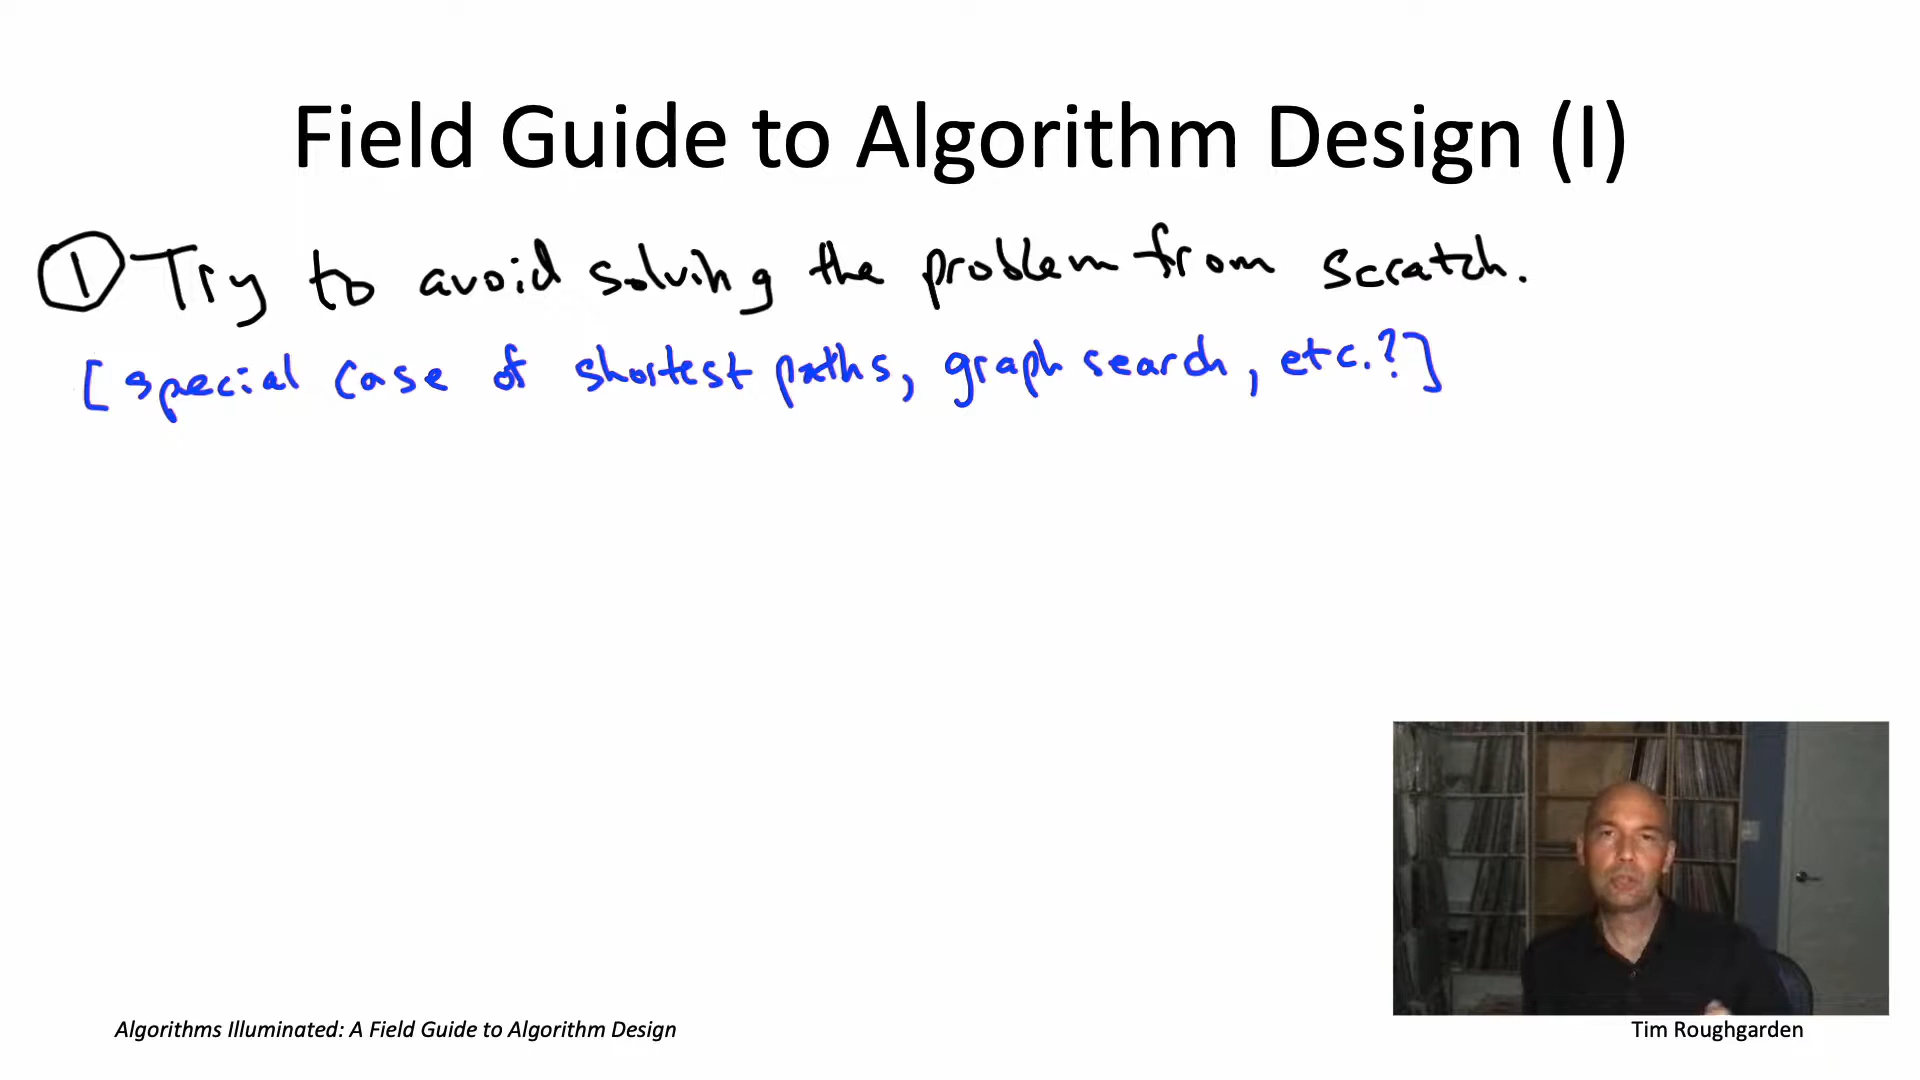 Field Guide to Algorithm Design (I)
① Try to avoid solving the problem from scratch.
[special case of shortest paths, graph search, etc.?]
Algorithms Illuminated: A Field Guide to Algorithm Design
Tim Roughgarden